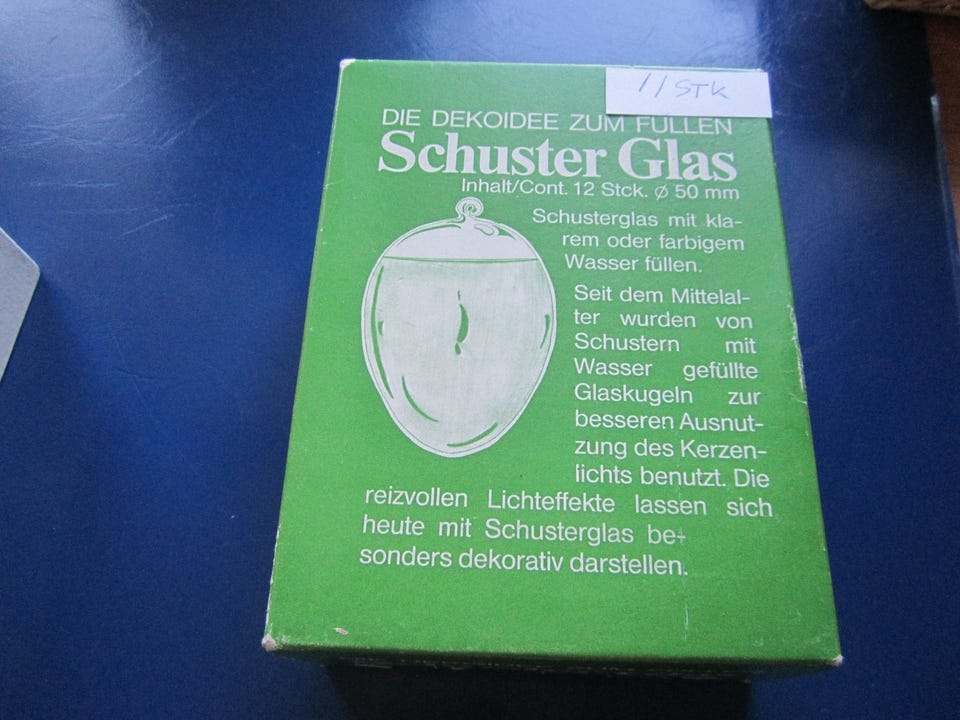 11 STK
DIE DEKOIDEE ZUM FÜLLEN
Schuster Glas
Inhalt/Cont. 12 Stck. ø 50 mm
Schusterglas mit kla-
rem oder farbigem
Wasser füllen.
Seit dem Mittelal-
ter wurden von
Schustern mit
Wasser gefüllte
Glaskugeln zur
besseren Ausnut-
zung des Kerzen-
lichts benutzt. Die
reizvollen Lichteffekte lassen sich
heute mit Schusterglas be-
sonders dekorativ darstellen.